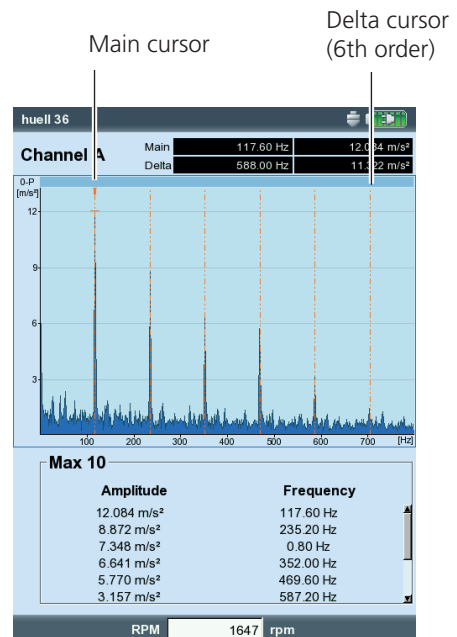 Delta cursor
Main cursor
(6th order)
huell 36
Channel A
Main 117.60 Hz 12.084 m/s²
Delta 588.00 Hz 11.322 m/s²
0-P
[m/s²]
12
9
6
3
100 200 300 400 500 600 700 [Hz]
Max 10
Amplitude Frequency
12.084 m/s² 117.60 Hz
8.872 m/s² 235.20 Hz
7.348 m/s² 0.80 Hz
6.641 m/s² 352.00 Hz
5.770 m/s² 469.60 Hz
3.157 m/s² 587.20 Hz
RPM 1647 rpm